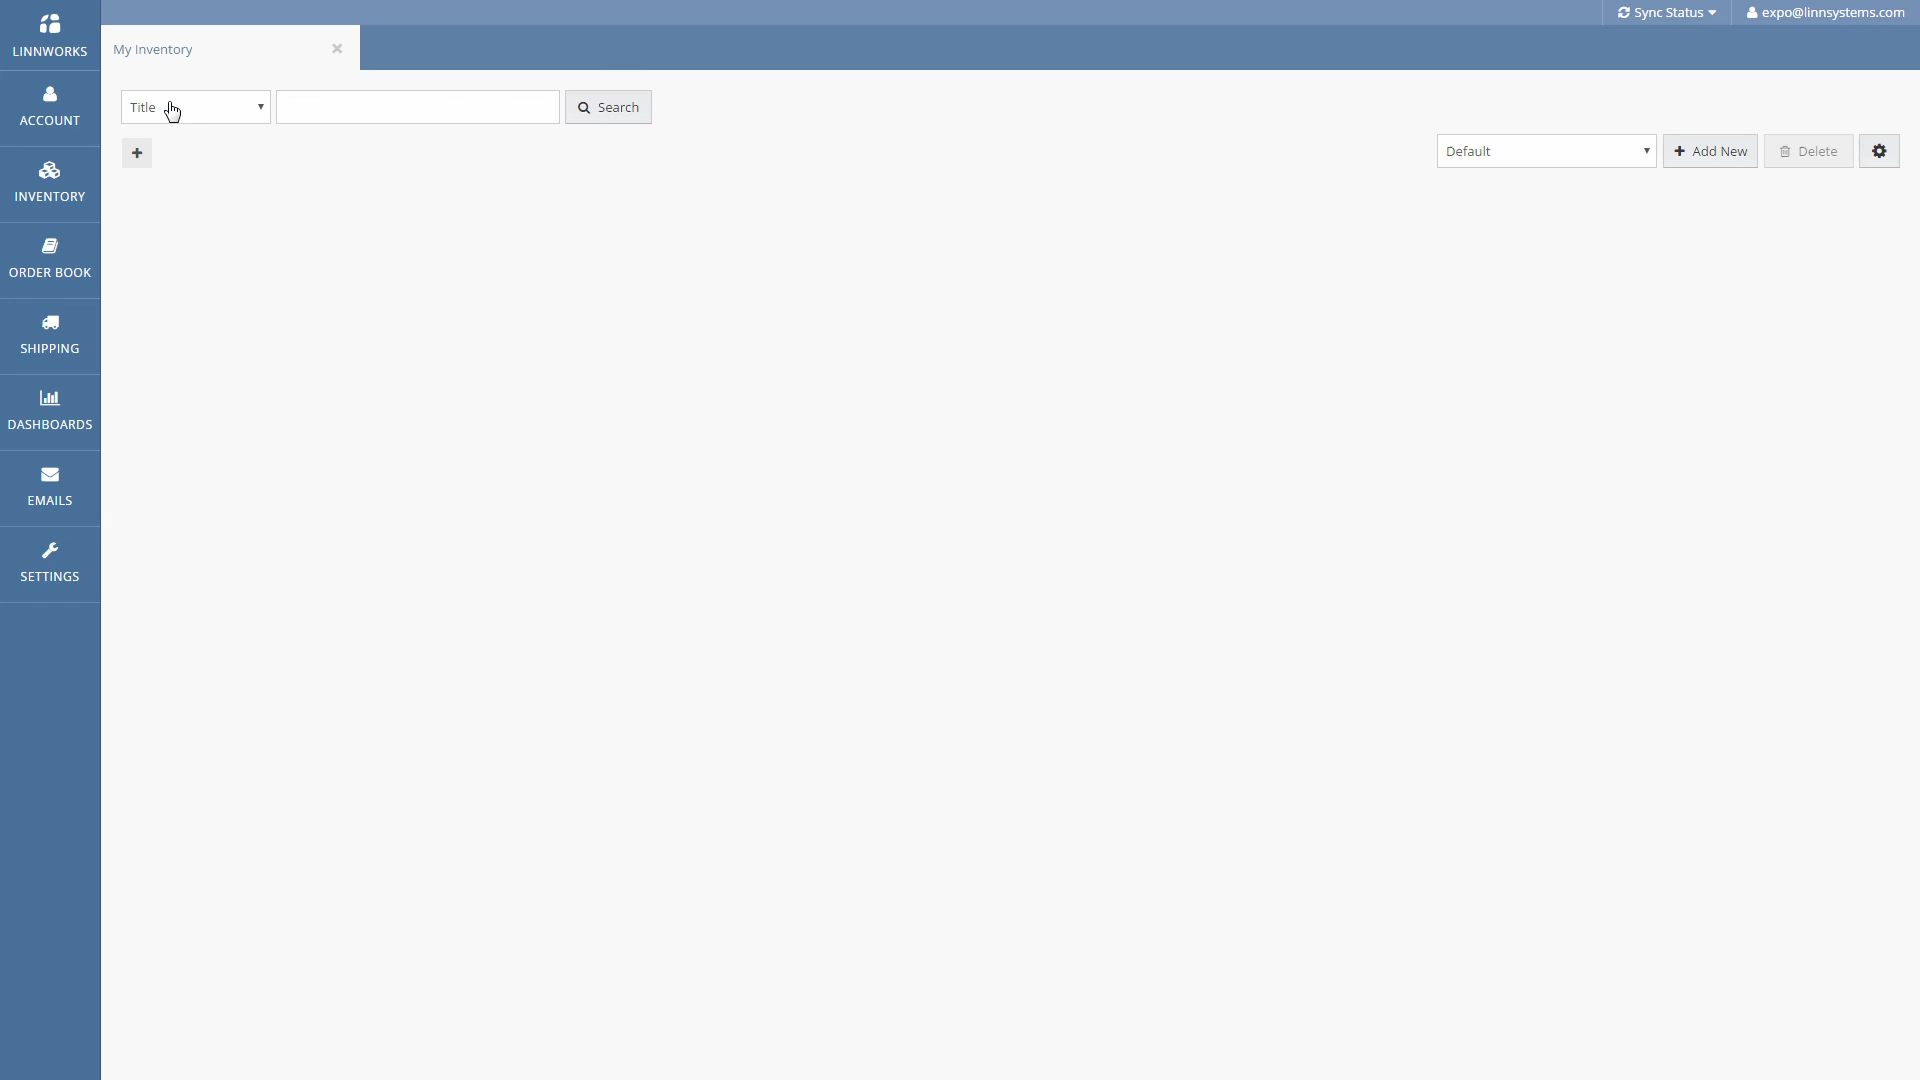 LINNWORKS
ACCOUNT
INVENTORY
ORDER BOOK
SHIPPING
DASHBOARDS
EMAILS
SETTINGS
Sync Status
expo@linnsystems.com
My Inventory
Title
Search
Default
Add New
Delete